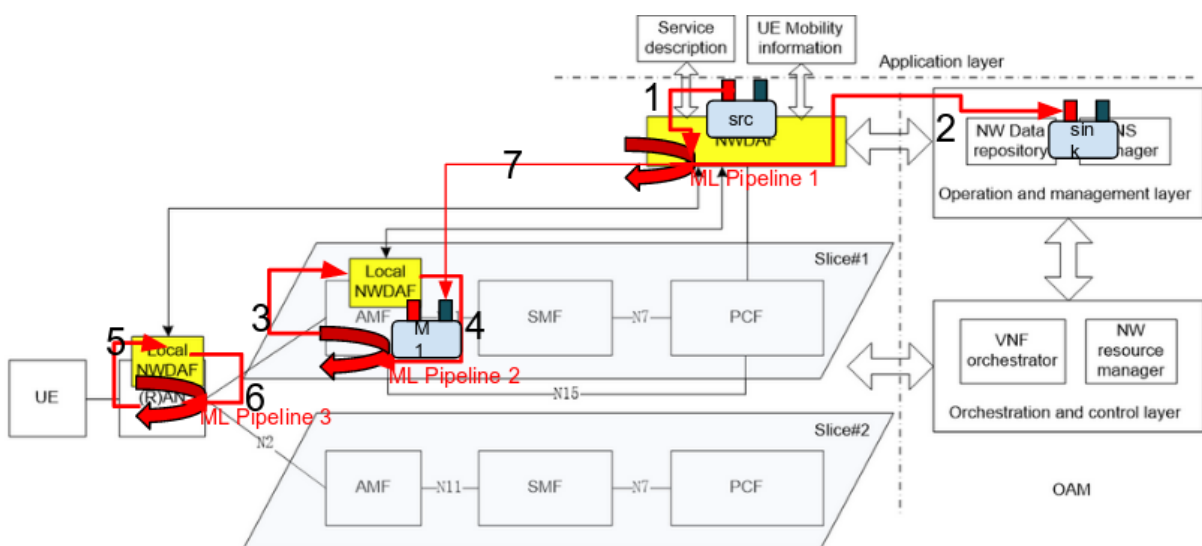 Service
description
UE Mobility
information
Application layer
1
src
NWDAF
2
NW Data
repository
sin
k
NS
nager
Operation and management layer
7
ML Pipeline 1
Slice#1
Local
NWDAF
3
AMF
M
1
4
SMF
N7
PCF
ML Pipeline 2
N15
5
Local
NWDAF
UE
(R)AN
6
ML Pipeline 3
N2
VNF
orchestrator
NW
resource
manager
Orchestration and control layer
Slice#2
AMF
N11
SMF
N7
PCF
OAM